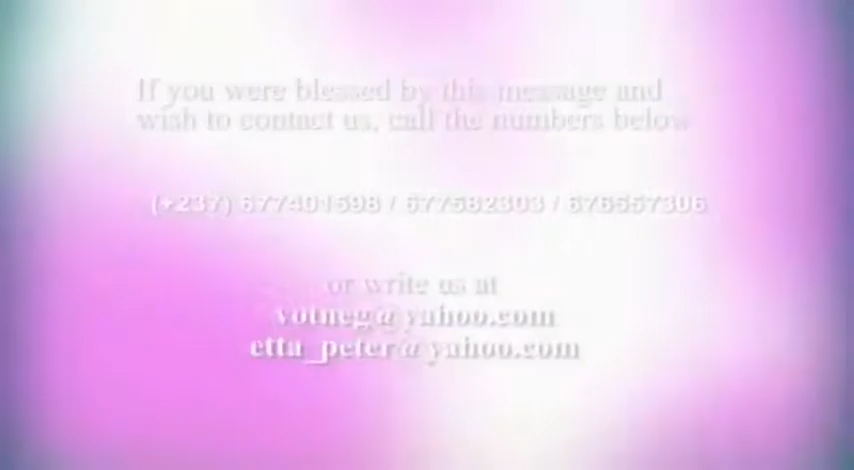 If you were blessed by this message and
wish to contact us, call the numbers below
(+237) 677401598 / 677582303 / 676557306
or write us at
votneg@yahoo.com
etta_peter@yahoo.com